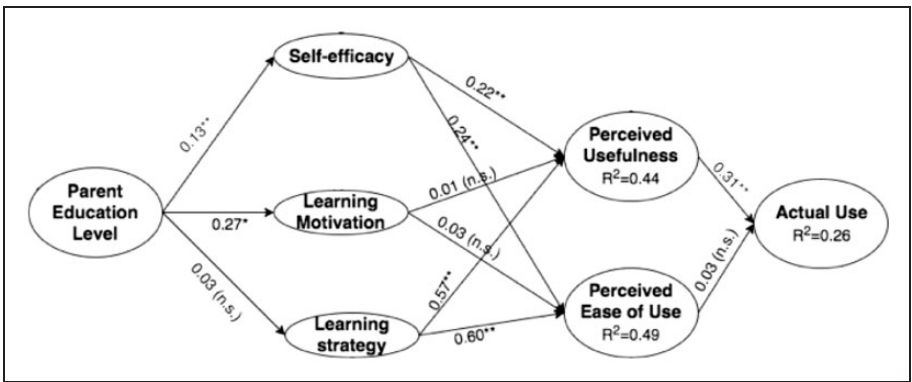 Self-efficacy
0.22**
0.13**
0.24**
Perceived
Usefulness
R²=0.44
Parent
Education
Level
0.27*
Learning
Motivation
0.01 (n.s.)
0.03 (n.s.)
0.31**
Actual Use
R²=0.26
0.03 (n.s.)
0.57**
0.03 (n.s.)
Perceived
Ease of Use
R²=0.49
Learning
strategy
0.60**